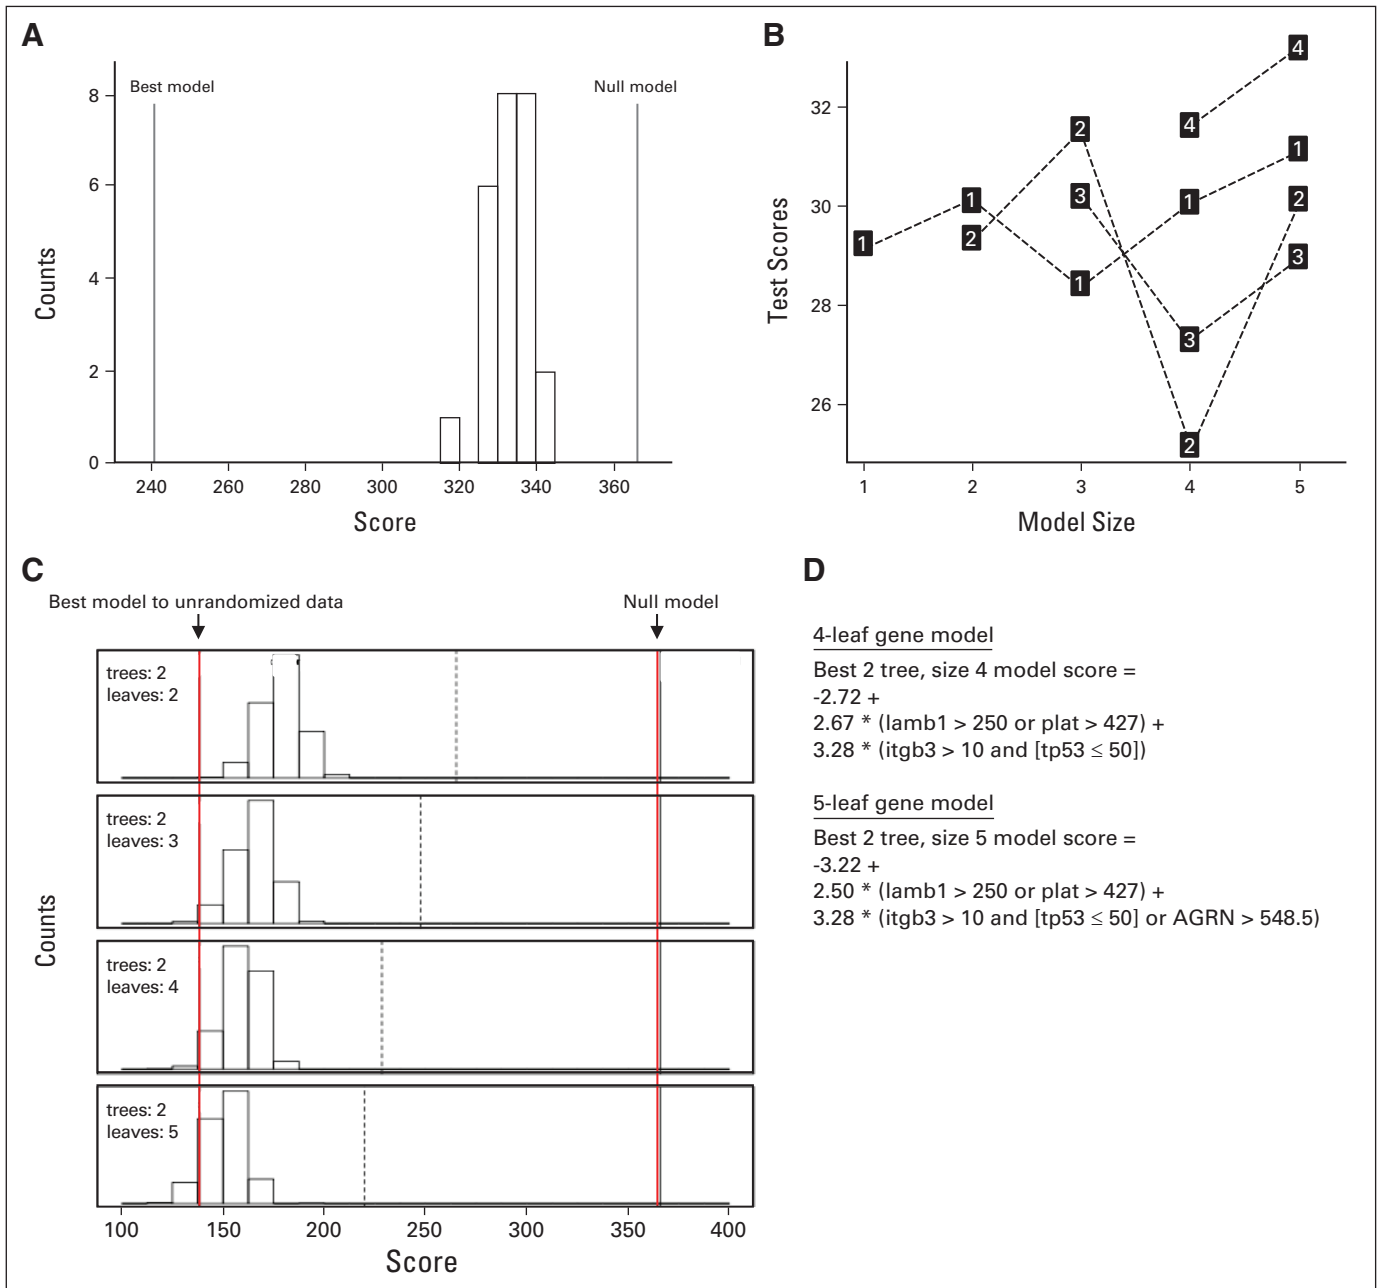 A
Best model
Null model
8
6
4
2
0
Counts
240
260
280
300
320
340
360
Score
B
4
2
4
1
3
1
1
2
2
1
1
3
3
2
32
30
28
26
Test Scores
1
2
3
4
5
Model Size
C
Best model to unrandomized data
Null model
trees: 2
leaves: 2
trees: 2
leaves: 3
trees: 2
leaves: 4
trees: 2
leaves: 5
Counts
100
150
200
250
300
350
400
Score
D
4-leaf gene model
Best 2 tree, size 4 model score =
-2.72 +
2.67 * (lamb1 > 250 or plat > 427) +
3.28 * (itgb3 > 10 and [tp53 ≤ 50])
5-leaf gene model
Best 2 tree, size 5 model score =
-3.22 +
2.50 * (lamb1 > 250 or plat > 427) +
3.28 * (itgb3 > 10 and [tp53 ≤ 50] or AGRN > 548.5)